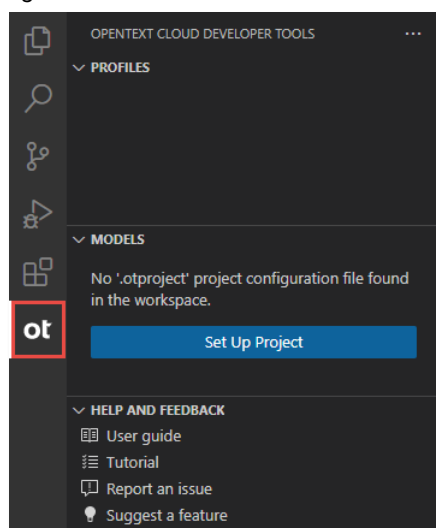 OPENTEXT CLOUD DEVELOPER TOOLS
PROFILES
MODELS
No '.otproject' project configuration file found
in the workspace.
ot
Set Up Project
HELP AND FEEDBACK
User guide
Tutorial
Report an issue
Suggest a feature